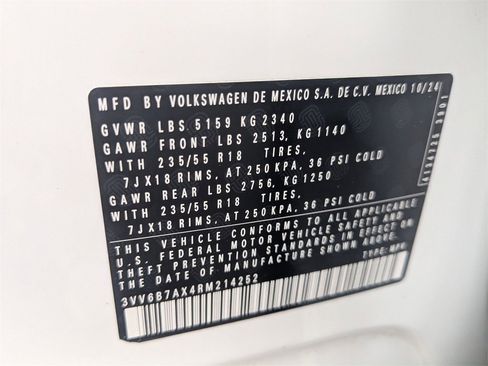 MFD BY VOLKSWAGEN DE MEXICO S.A. DE C.V. MEXICO 10/24
GVWR LBS 5159 KG 2340
GAWR FRONT LBS 2513, KG 1140
WITH 235/55 R18 TIRES,
7JX18 RIMS, AT 250 KPA, 36 PSI COLD
GAWR REAR LBS 2756, KG 1250
WITH 235/55 R18 TIRES,
7JX18 RIMS, AT 250 KPA, 36 PSI COLD
THIS VEHICLE CONFORMS TO ALL APPLICABLE
U.S. FEDERAL MOTOR VEHICLE SAFETY AND
THEFT PREVENTION STANDARDS IN EFFECT ON
THE DATE OF MANUFACTURE SHOWN ABOVE.
TYPE: MPV
3VV6B7AX4RM214252